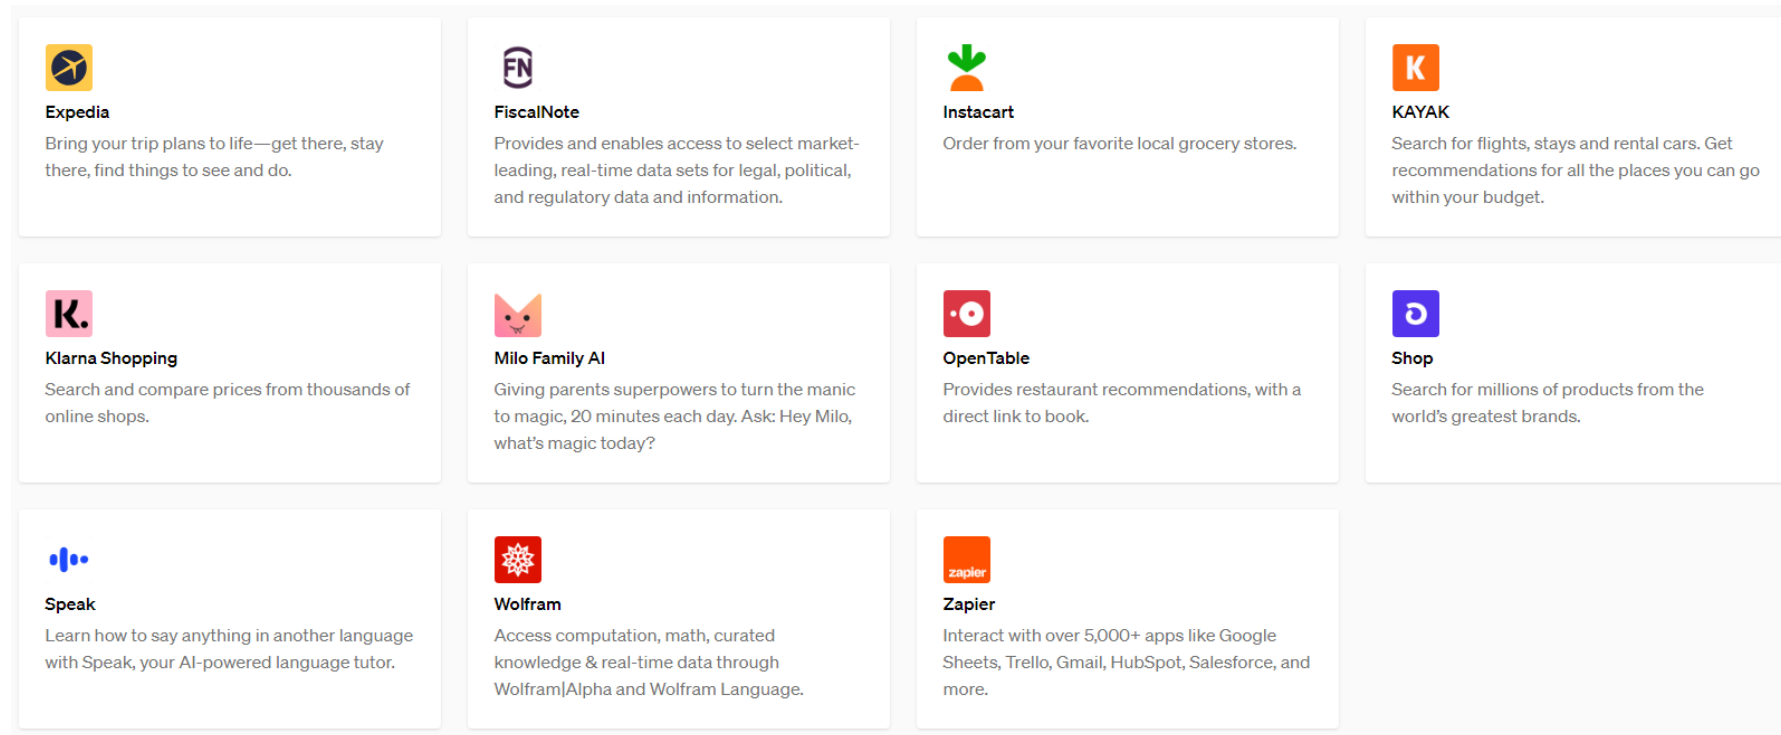 Expedia
Bring your trip plans to life—get there, stay
there, find things to see and do.
FN
FiscalNote
Provides and enables access to select market-
leading, real-time data sets for legal, political,
and regulatory data and information.
Instacart
Order from your favorite local grocery stores.
K
KAYAK
Search for flights, stays and rental cars. Get
recommendations for all the places you can go
within your budget.
K.
Klarna Shopping
Search and compare prices from thousands of
online shops.
Milo Family AI
Giving parents superpowers to turn the manic
to magic, 20 minutes each day. Ask: Hey Milo,
what's magic today?
OpenTable
Provides restaurant recommendations, with a
direct link to book.
Shop
Search for millions of products from the
world's greatest brands.
Speak
Learn how to say anything in another language
with Speak, your AI-powered language tutor.
Wolfram
Access computation, math, curated
knowledge & real-time data through
Wolfram|Alpha and Wolfram Language.
zapier
Zapier
Interact with over 5,000+ apps like Google
Sheets, Trello, Gmail, HubSpot, Salesforce, and
more.